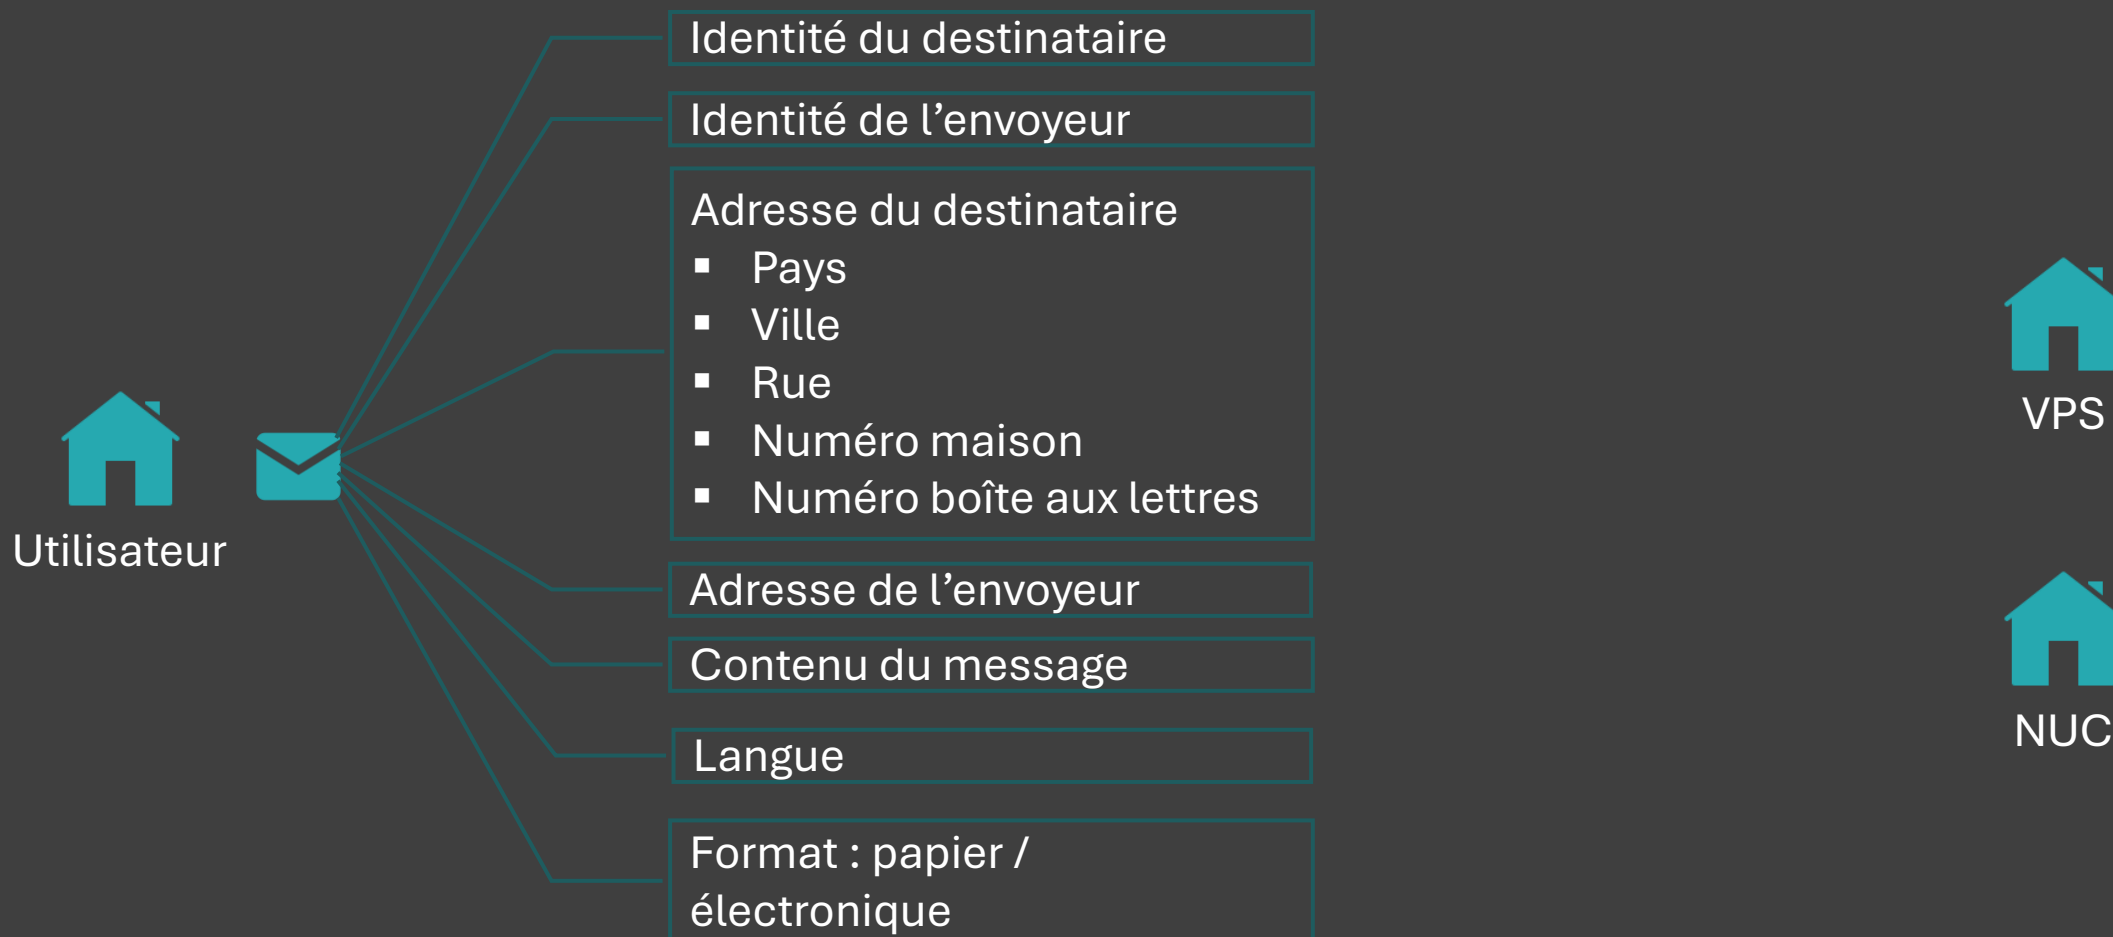 Identité du destinataire
Identité de l’envoyeur
Adresse du destinataire
▪ Pays
▪ Ville
▪ Rue
▪ Numéro maison
▪ Numéro boîte aux lettres
Utilisateur
Adresse de l’envoyeur
Contenu du message
Langue
Format : papier /
électronique
VPS
NUC